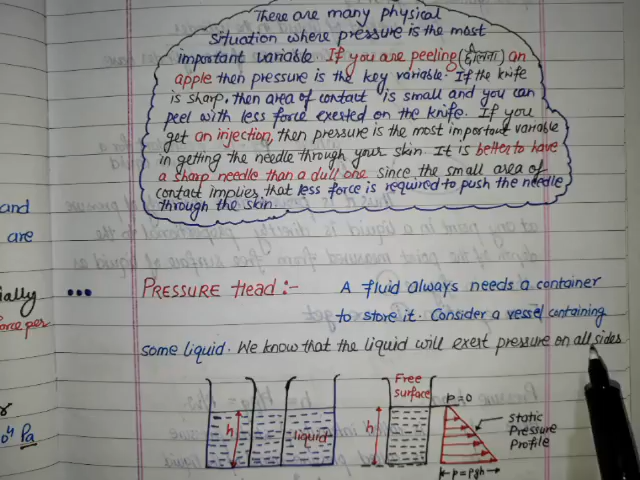 There are many physical
situation where pressure is the most
important variable. If you are peeling (छीलना) an
apple then pressure is the key variable. If the knife
is sharp, then area of contact is small and you can
peel with less force exerted on the knife. If you
get an injection, then pressure is the most important variable
in getting the needle through your skin. It is better to have
a sharp needle than a dull one since the small area of
contact implies that less force is required to push the needle
through the skin.
and
are
ially
force per
Pa
PRESSURE Head :- A fluid always needs a container
to store it. Consider a vessel containing
some liquid. We know that the liquid will exert pressure on all sides
Free
surface
P=0
h
liquid
h
Static
Pressure
Profile
P=ρgh